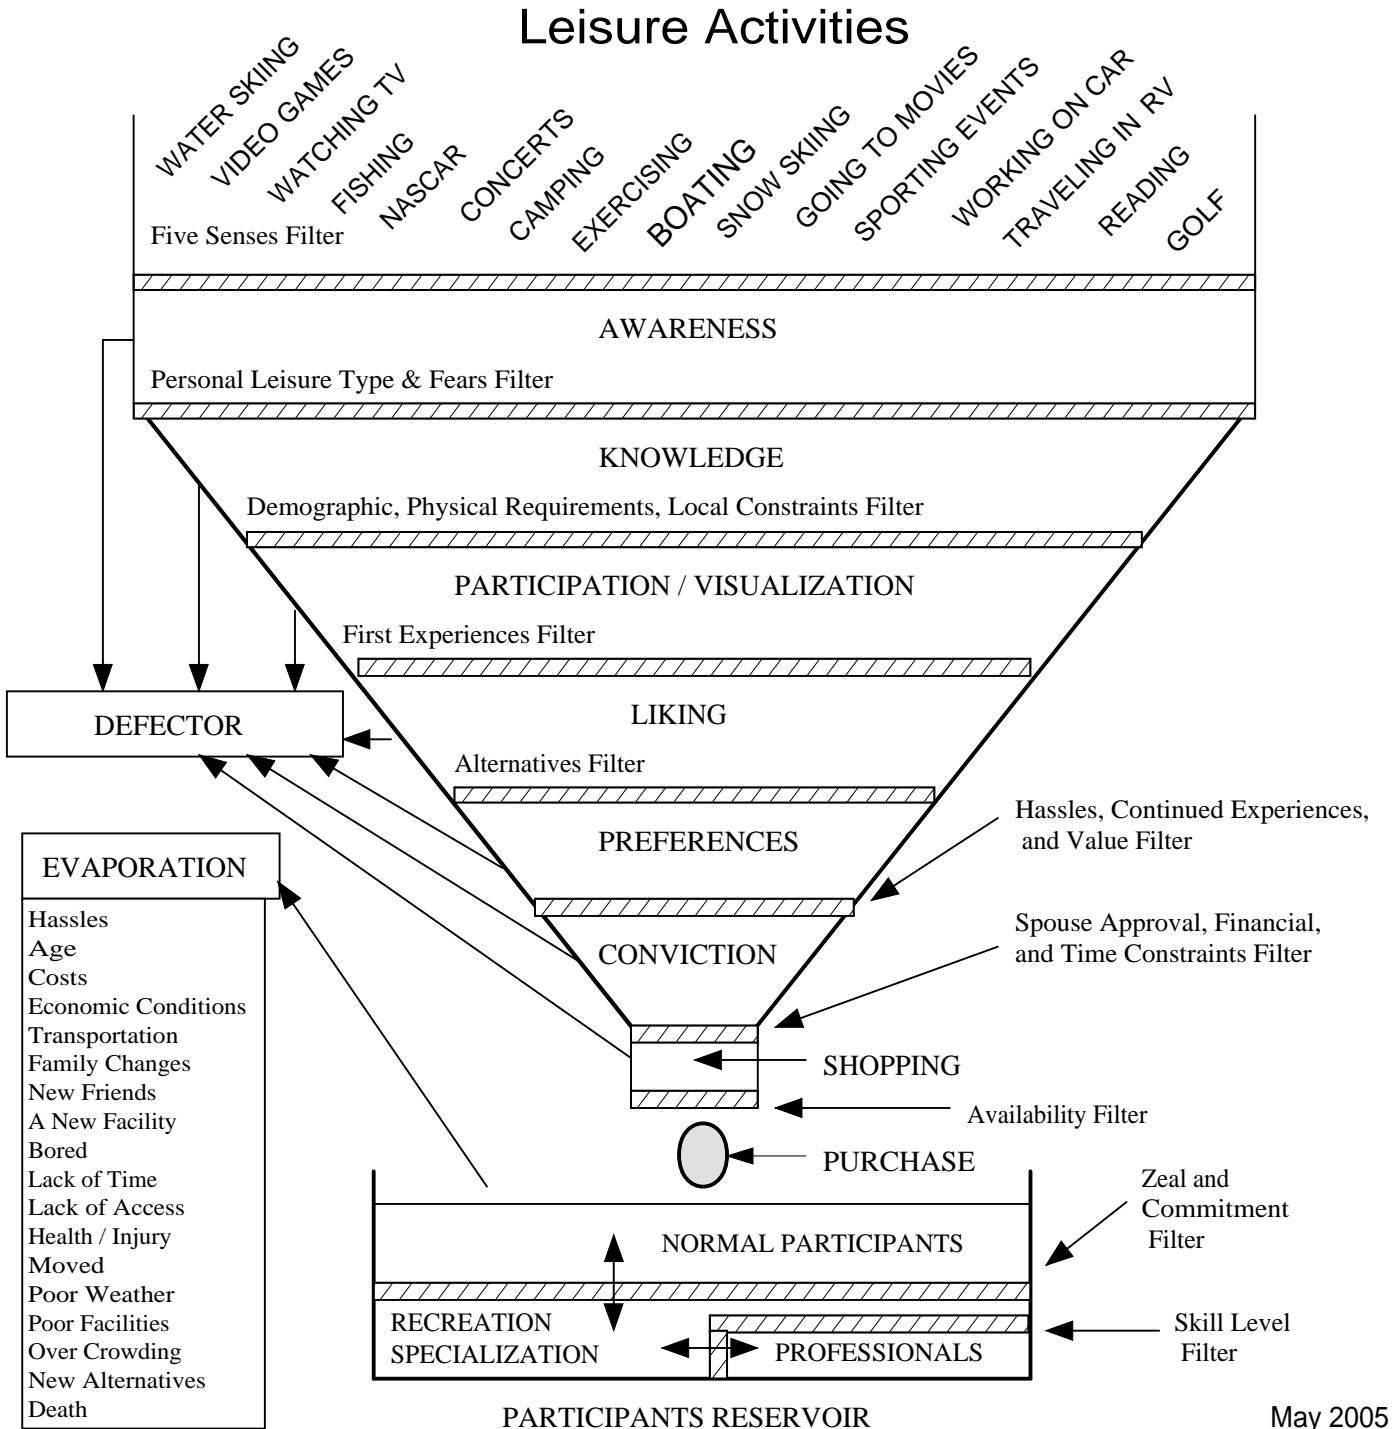 Leisure Activities
WATER SKIING
VIDEO GAMES
WATCHING TV
FISHING
NASCAR
CONCERTS
CAMPING
EXERCISING
BOATING
SNOW SKIING
GOING TO MOVIES
SPORTING EVENTS
WORKING ON CAR
TRAVELING IN RV
READING
GOLF
Five Senses Filter
AWARENESS
Personal Leisure Type & Fears Filter
KNOWLEDGE
Demographic, Physical Requirements, Local Constraints Filter
PARTICIPATION / VISUALIZATION
First Experiences Filter
LIKING
DEFECTOR
Alternatives Filter
Hassles, Continued Experiences,
and Value Filter
PREFERENCES
EVAPORATION
Hassles
Age
Costs
Economic Conditions
Transportation
Family Changes
New Friends
A New Facility
Bored
Lack of Time
Lack of Access
Health / Injury
Moved
Poor Weather
Poor Facilities
Over Crowding
New Alternatives
Death
Spouse Approval, Financial,
and Time Constraints Filter
CONVICTION
SHOPPING
Availability Filter
PURCHASE
Zeal and
Commitment
Filter
NORMAL PARTICIPANTS
RECREATION
SPECIALIZATION
PROFESSIONALS
Skill Level
Filter
PARTICIPANTS RESERVOIR
May 2005